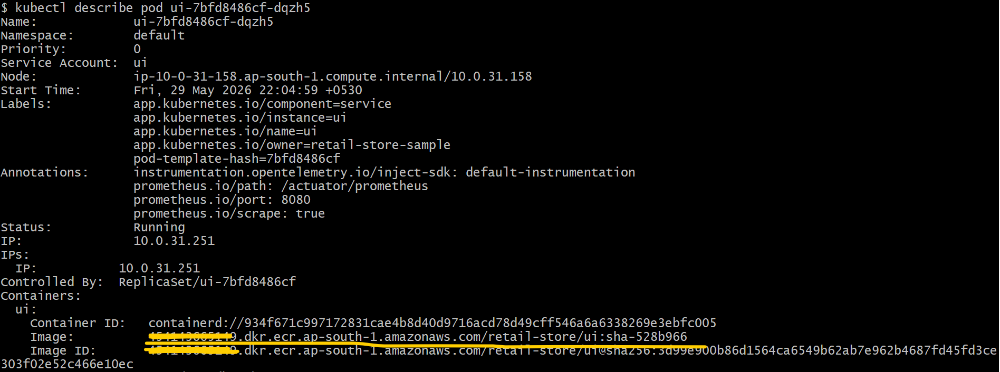 $ kubectl describe pod ui-7bfd8486cf-dqzh5
Name:             ui-7bfd8486cf-dqzh5
Namespace:        default
Priority:         0
Service Account:  ui
Node:             ip-10-0-31-158.ap-south-1.compute.internal/10.0.31.158
Start Time:       Fri, 29 May 2026 22:04:59 +0530
Labels:           app.kubernetes.io/component=service
                  app.kubernetes.io/instance=ui
                  app.kubernetes.io/name=ui
                  app.kubernetes.io/owner=retail-store-sample
                  pod-template-hash=7bfd8486cf
Annotations:      instrumentation.opentelemetry.io/inject-sdk: default-instrumentation
                  prometheus.io/path: /actuator/prometheus
                  prometheus.io/port: 8080
                  prometheus.io/scrape: true
Status:           Running
IP:               10.0.31.251
IPs:
  IP:           10.0.31.251
Controlled By:  ReplicaSet/ui-7bfd8486cf
Containers:
  ui:
    Container ID:   containerd://934f671c997172831cae4b8d40d9716acd78d49cff546a6a6338269e3ebfc005
    Image:          .dkr.ecr.ap-south-1.amazonaws.com/retail-store/ui:sha-528b966
    Image ID:       .dkr.ecr.ap-south-1.amazonaws.com/retail-store/ui@sha256:3d99e900b86d1564ca6549b62ab7e962b4687fd45fd3ce
303f02e52c466e10ec